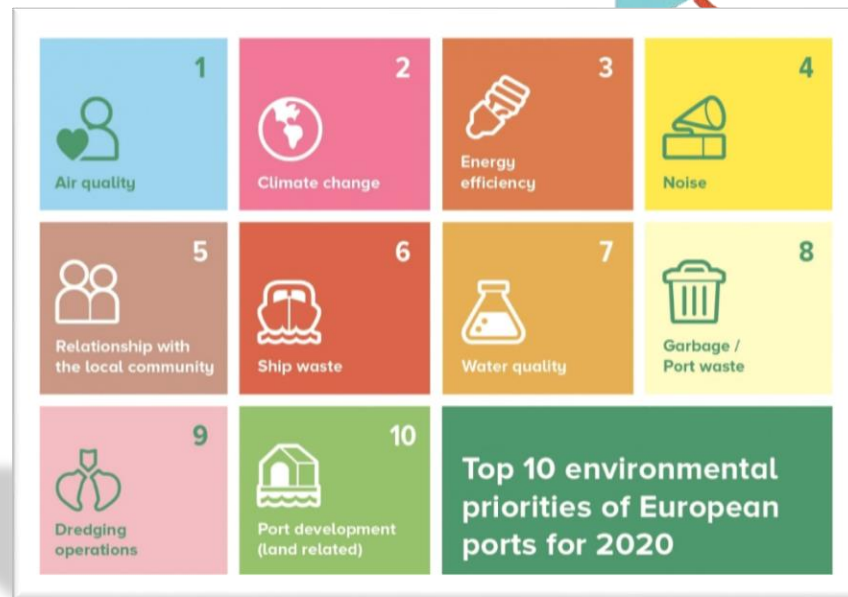 1
Air quality
2
Climate change
3
Energy
efficiency
4
Noise
5
Relationship with
the local community
6
Ship waste
7
Water quality
8
Garbage /
Port waste
9
Dredging
operations
10
Port development
(land related)
Top 10 environmental
priorities of European
ports for 2020